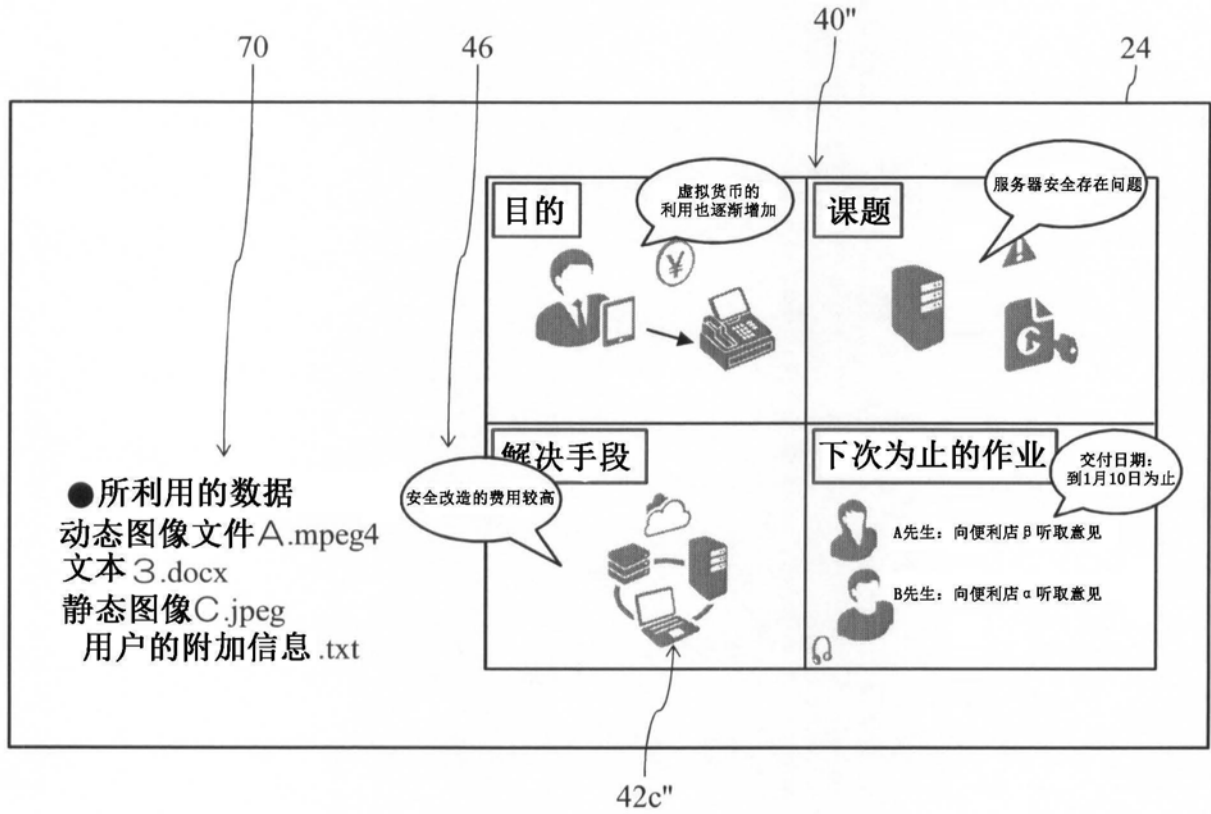 70
46
40"
24
目的
虚拟货币的
利用也逐渐增加
¥
课题
服务器安全存在问题
●所利用的数据
动态图像文件A.mpeg4
文本3.docx
静态图像C.jpeg
用户的附加信息.txt
解决手段
安全改造的费用较高
下次为止的作业
交付日期：
到1月10日为止
A先生：向便利店β听取意见
B先生：向便利店α听取意见
42c"